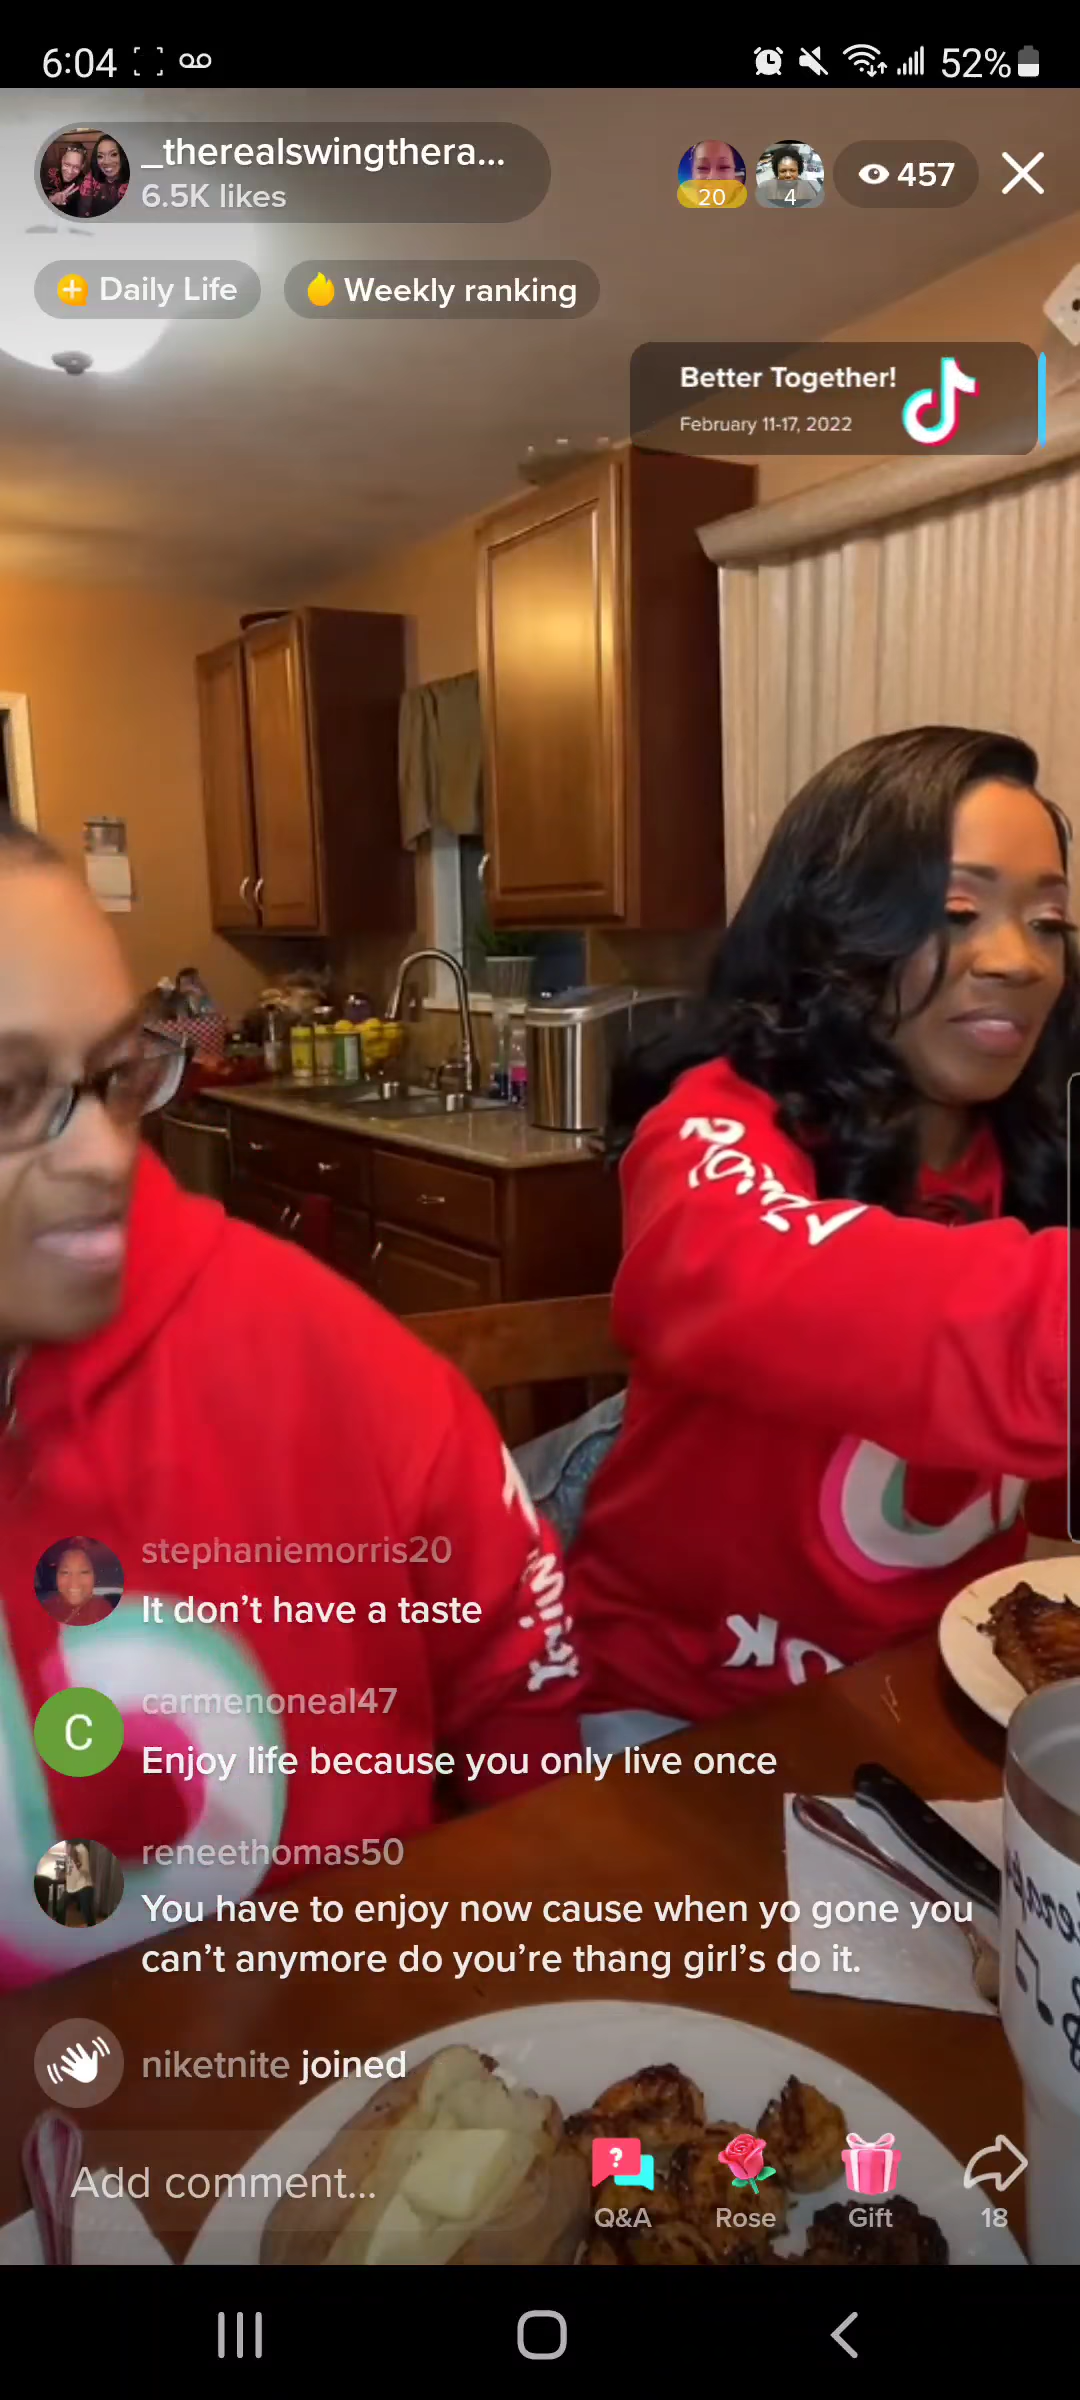 6:04
52%
_therealswingthera...
6.5K likes
20
4
457
Daily Life
Weekly ranking
Better Together!
February 11-17, 2022
stephaniemorris20
It don't have a taste
carmenoneal47
C
Enjoy life because you only live once
reneethomas50
You have to enjoy now cause when yo gone you
can't anymore do you're thang girl's do it.
niketnite joined
Add comment...
?
Q&A
Rose
Gift
18